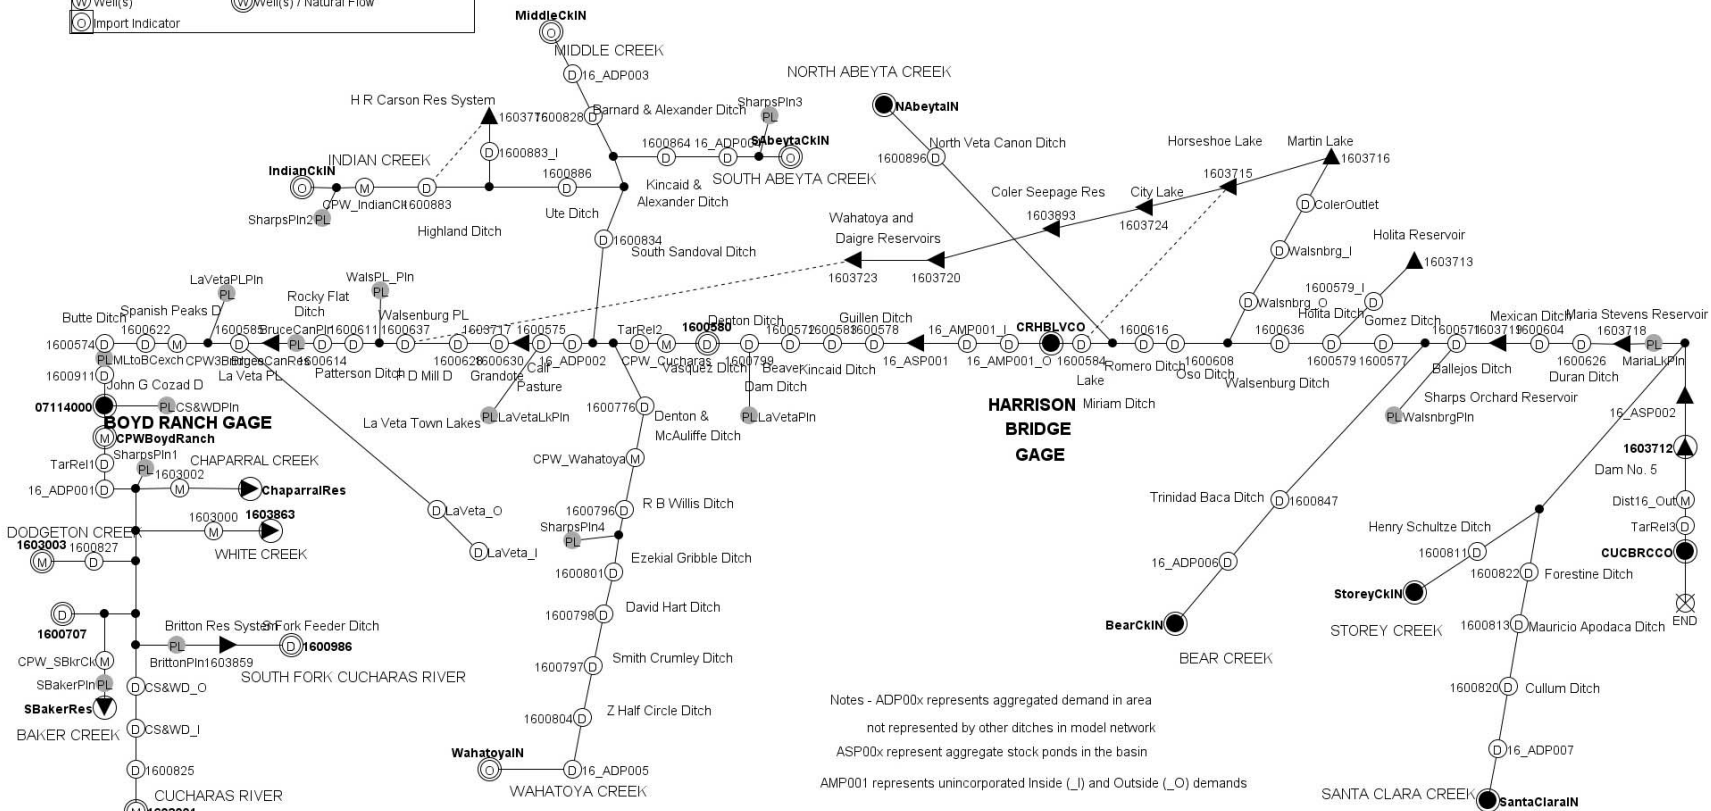 Well(s)
Well(s) / Natural Flow
Import Indicator
MiddleCkIN
MIDDLE CREEK
16_ADP003
NORTH ABEYTA CREEK
NAbeytaIN
H R Carson Res System
1603776
1600828
Barnard & Alexander Ditch
SharpsPln3
PL
1600883_I
1600864
SAbeytaCkIN
SOUTH ABEYTA CREEK
North Veta Canon Ditch
1600896
Horseshoe Lake
Martin Lake
1603716
1603715
INDIAN CREEK
IndianCkIN
1600886
Kincaid &
Alexander Ditch
1600883
SharpsPln2
PL
Ute Ditch
Highland Ditch
1600834
South Sandoval Ditch
Coler Seepage Res
City Lake
1603893
1603724
ColerOutlet
Wahatoya and
Daigre Reservoirs
1603723
1603720
Walsnbrg_I
Holita Reservoir
1603713
1600579_I
Walsnbrg_O
Holita Ditch
LaVetaPLPln
PL
WalsPL_Pln
PL
Rocky Flat
Ditch
Walsenburg PL
Butte Ditch
Spanish Peaks D
1600574
1600622
1600585
BruceCanPln
PL
1600611
1600637
1603717
1600575
TarRel2
1600580
Denton Ditch
1600572
1600578
Guillen Ditch
16_AMP001_I
CRHBLVCO
1600616
1600636
Gomez Ditch
1600571
1603719
Mexican Ditch
1600604
Maria Stevens Reservoir
1603718
PL
MariaLkPln
PL
MLtoBCexch
BruceCanRes
La Veta PL
1600614
Patterson Ditch
1600628
1600630
H D Mill D
Grandote
Calf
Pasture
16_ADP002
CPW_Cucharas
Vasquez Ditch
1600799
Dam Ditch
Kincaid Ditch
16_ASP001
16_AMP001_O
1600584
Lake
Miriam Ditch
Romero Ditch
Oso Ditch
1600608
Walsenburg Ditch
1600579
1600577
Ballejos Ditch
1600626
Duran Ditch
Sharps Orchard Reservoir
PL
WalsnbrgPln
16_ASP002
1600911
John G Cozad D
07114000
PL
CS&WDPln
BOYD RANCH GAGE
CPWBoydRanch
La Veta Town Lakes
PL
LaVetaLkPln
1600776
Denton &
McAuliffe Ditch
PL
LaVetaPln
HARRISON
BRIDGE
GAGE
1603712
Dam No. 5
TarRel1
SharpsPln1
PL
CHAPARRAL CREEK
1603002
ChaparralRes
16_ADP001
CPW_Wahatoya
Dist16_Out
TarRel3
CUCBRCCO
END
1603000
1603863
WHITE CREEK
DODGETON CREEK
1603003
1600827
LaVeta_O
LaVeta_I
1600796
R B Willis Ditch
SharpsPln4
PL
Trinidad Baca Ditch
1600847
Henry Schultze Ditch
1600811
1600801
Ezekial Gribble Ditch
16_ADP006
1600822
Forestine Ditch
StoreyCkIN
STOREY CREEK
1600707
1600798
David Hart Ditch
BearCkIN
BEAR CREEK
1600813
Mauricio Apodaca Ditch
Britton Res System
S Fork Feeder Ditch
PL
BrittonPln
1603859
1600986
SOUTH FORK CUCHARAS RIVER
CPW_SBkrCk
SBakerPln
PL
SBakerRes
BAKER CREEK
CS&WD_O
CS&WD_I
1600797
Smith Crumley Ditch
1600820
Cullum Ditch
1600804
Z Half Circle Ditch
Notes - ADP00x represents aggregated demand in area
not represented by other ditches in model network
ASP00x represent aggregate stock ponds in the basin
AMP001 represents unincorporated Inside (_I) and Outside (_O) demands
1600825
CUCHARAS RIVER
WahatoyaIN
16_ADP005
WAHATOYA CREEK
16_ADP007
SANTA CLARA CREEK
SantaClaraIN